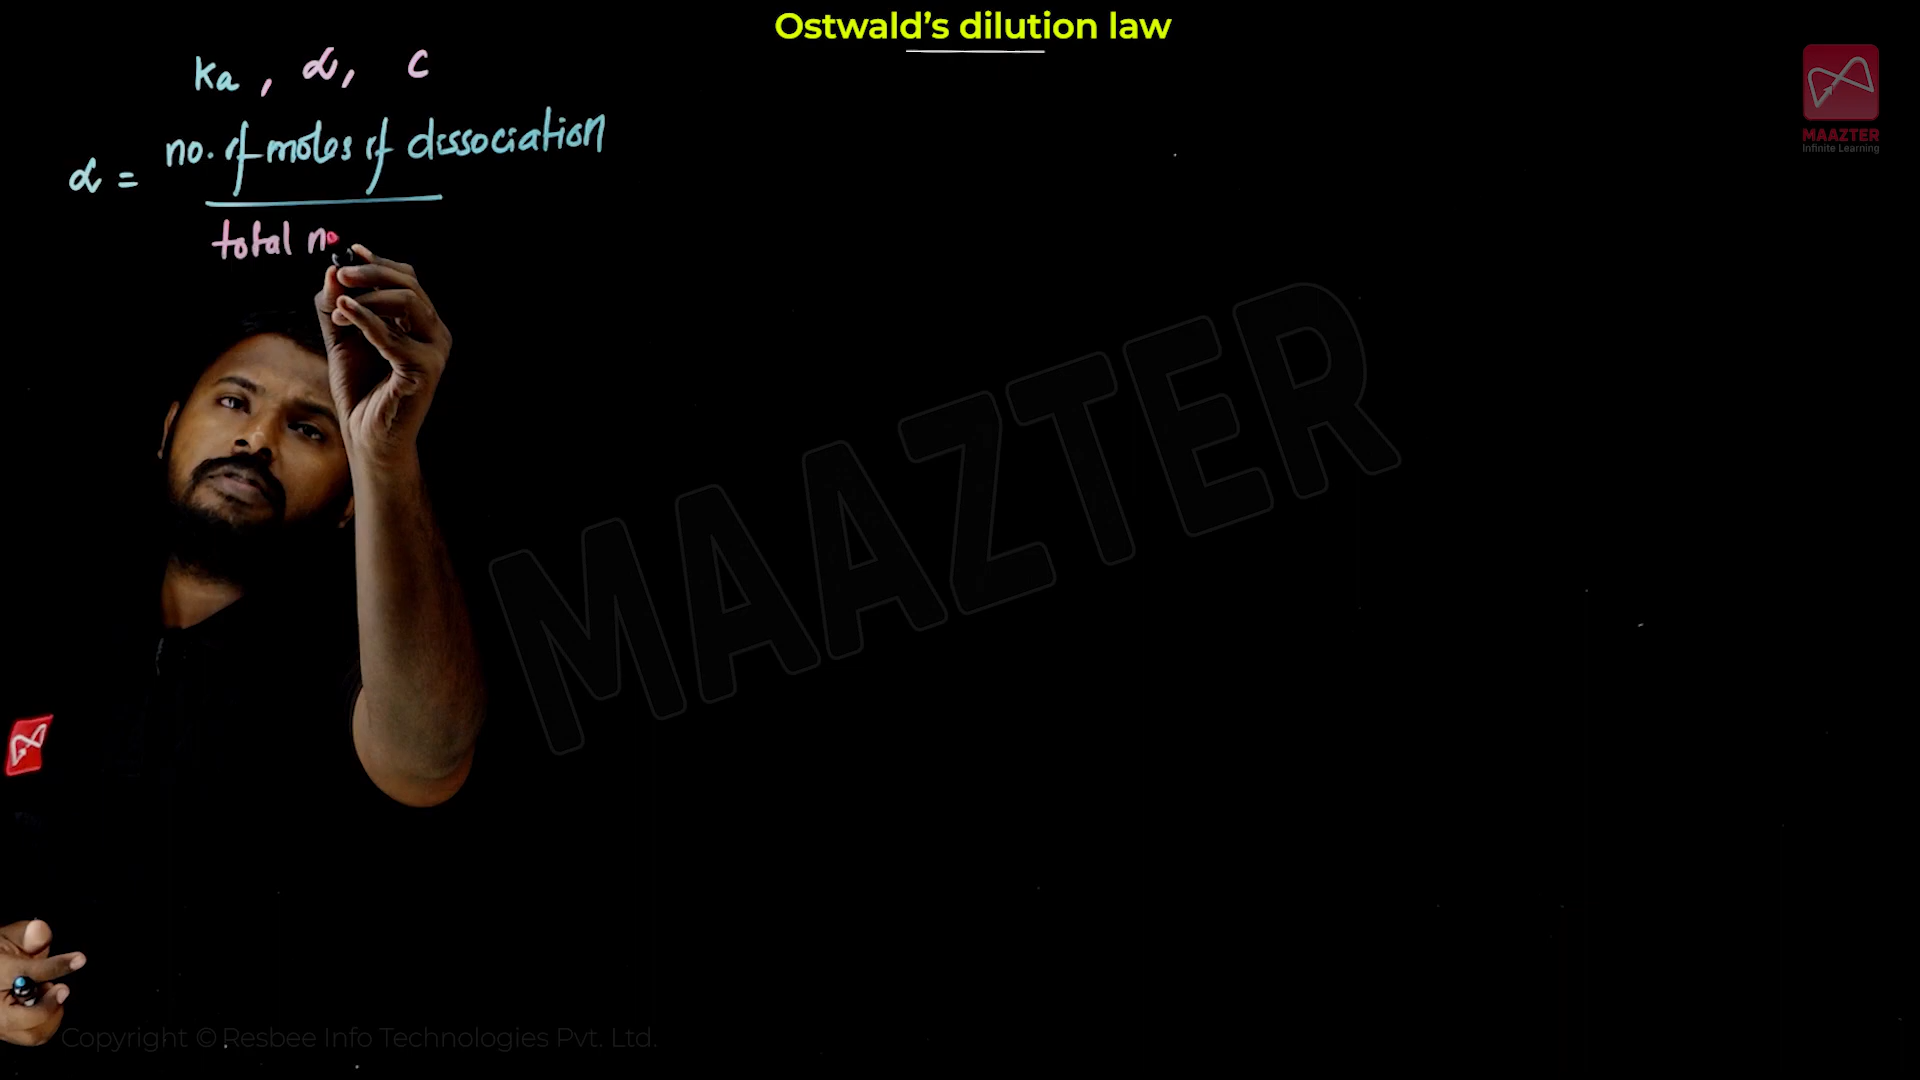 Ostwald’s dilution law
Ka , α, C
α = no. of moles of dissociation
total no
MAAZTER
Infinite Learning
MAAZTER
Copyright © Resbee Info Technologies Pvt. Ltd.